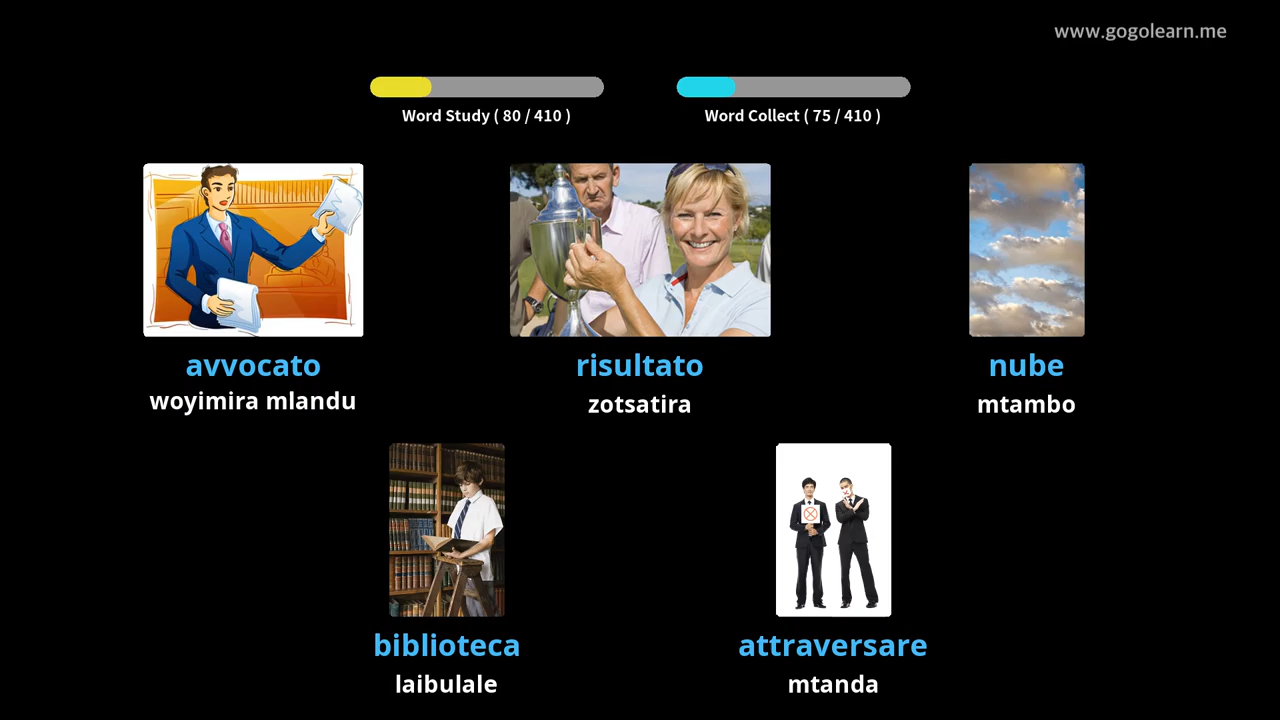 www.gogolearn.me
Word Study ( 80 / 410 )
Word Collect ( 75 / 410 )
avvocato
woyimira mlandu
risultato
zotsatira
nube
mtambo
biblioteca
laibulale
attraversare
mtanda